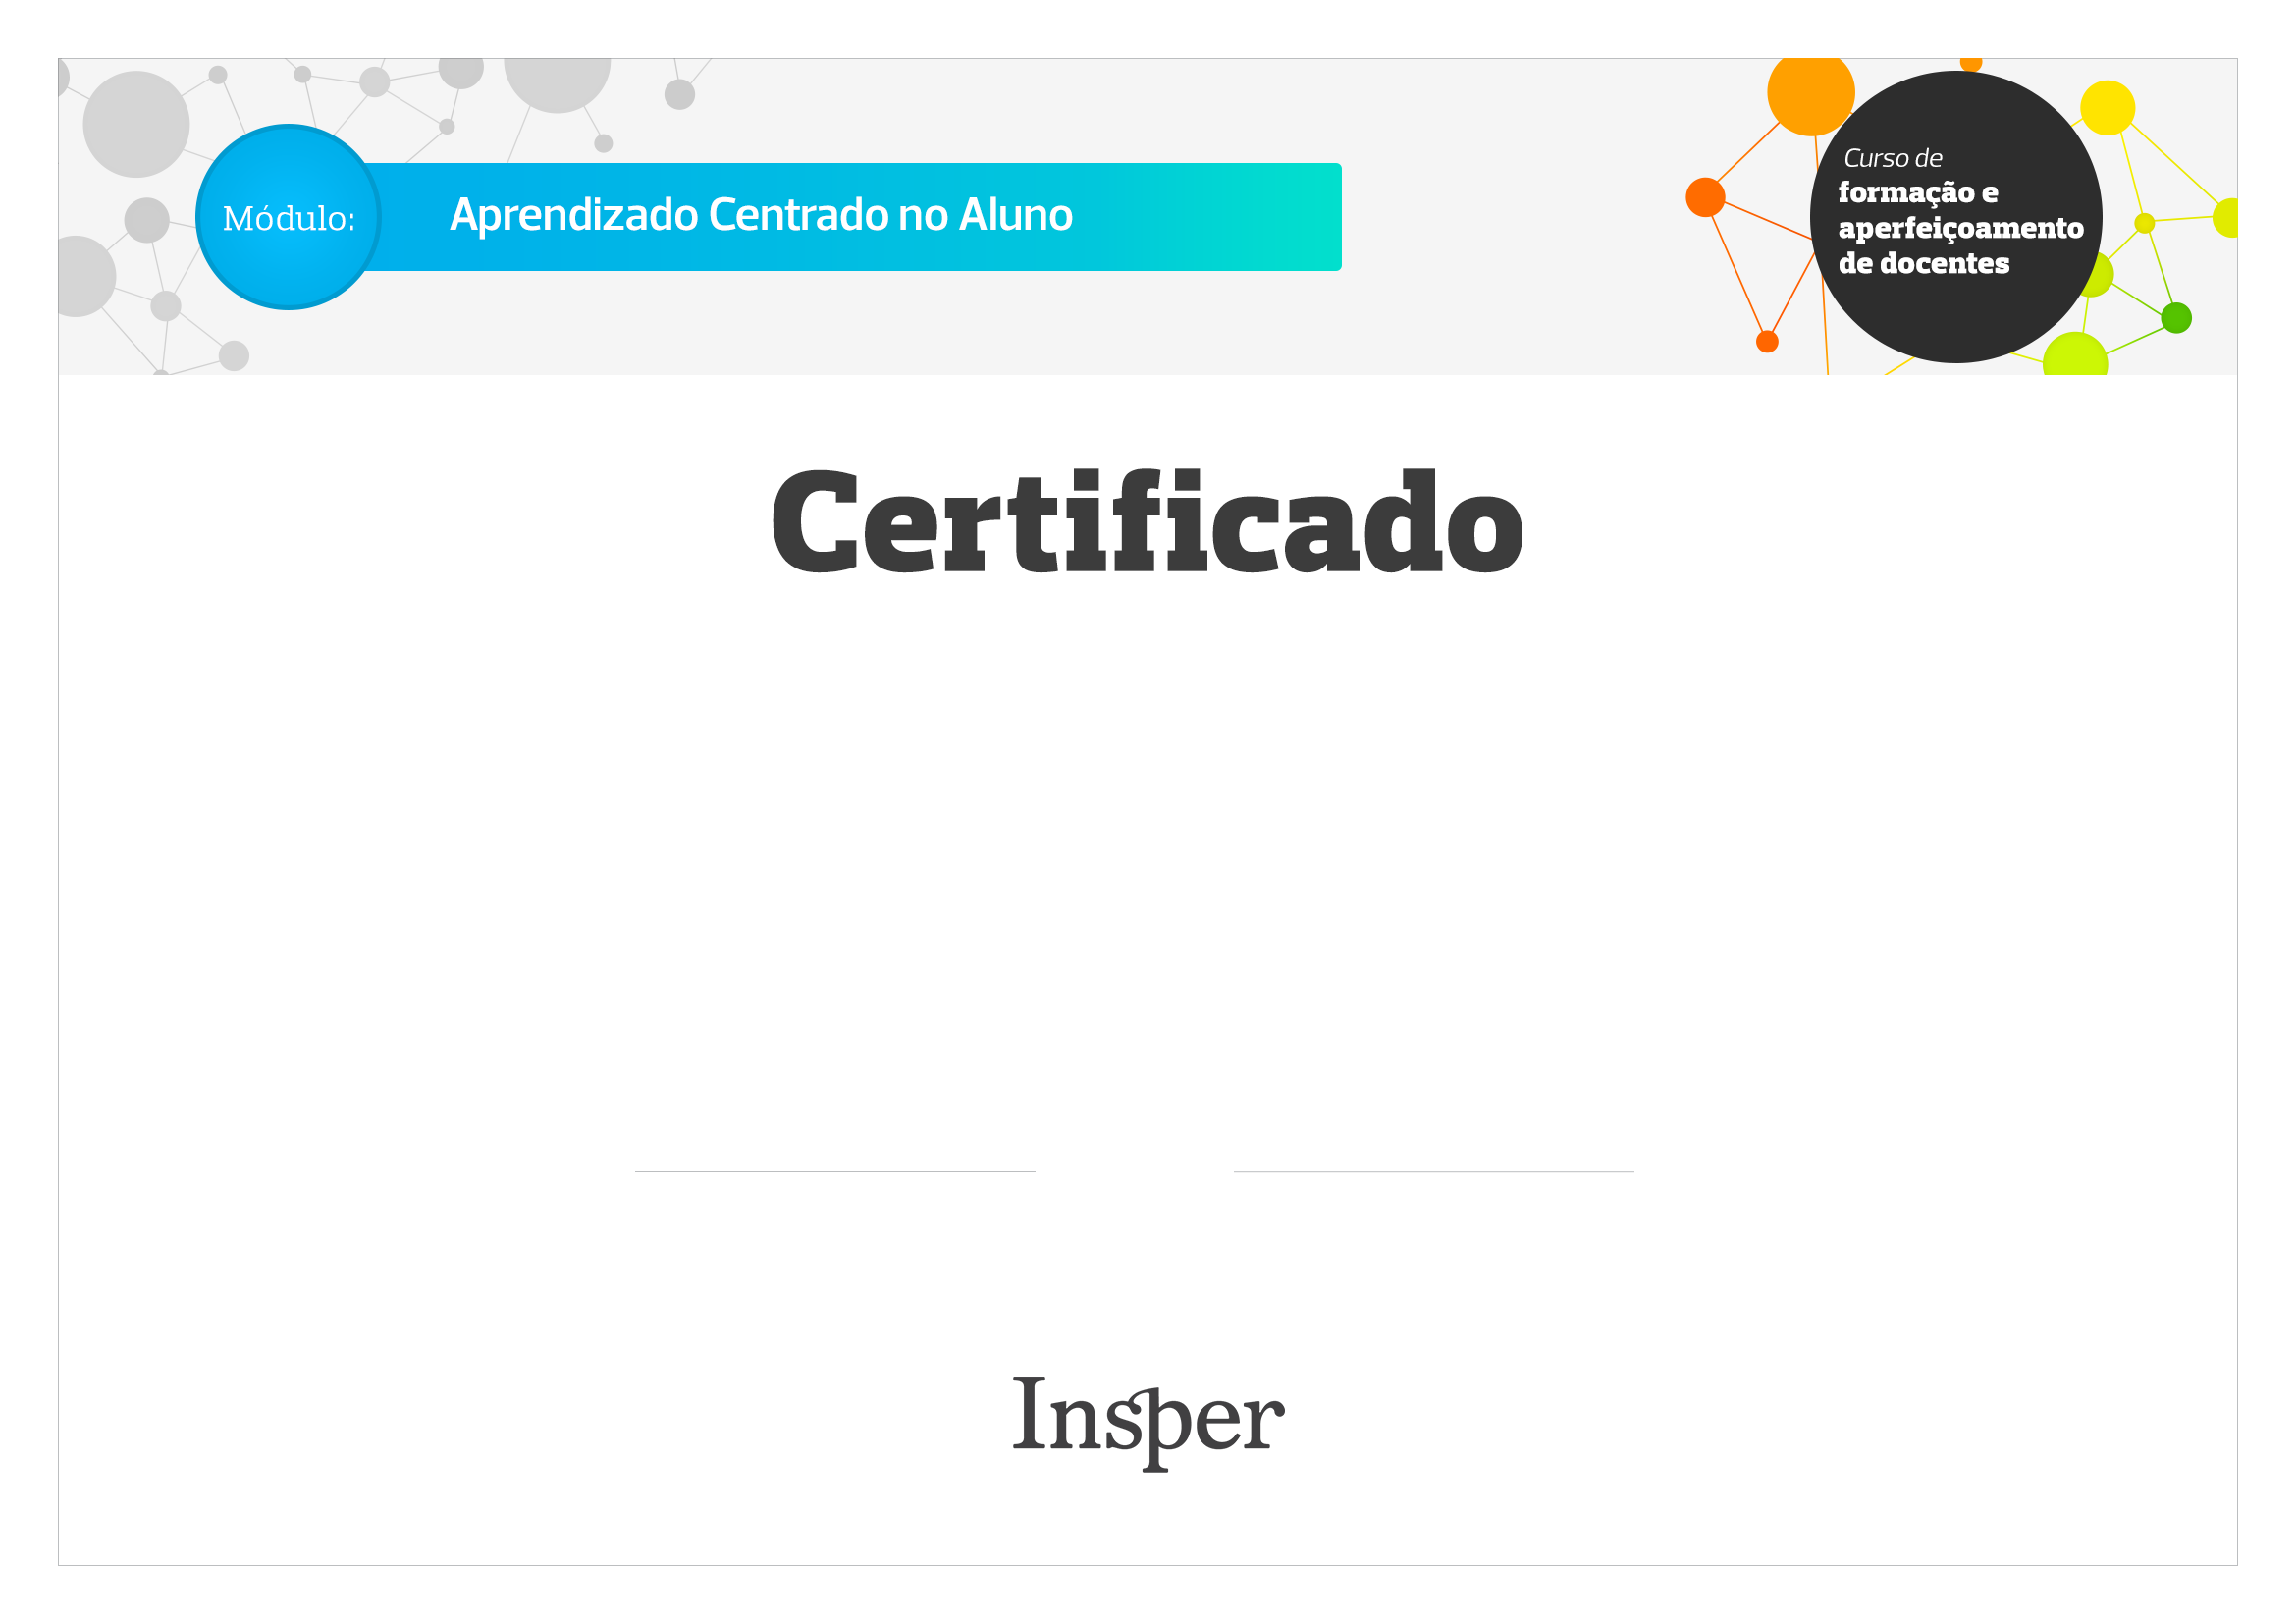 Módulo:
Aprendizado Centrado no Aluno
Curso de
formação e
aperfeiçoamento
de docentes
Certificado
Insper